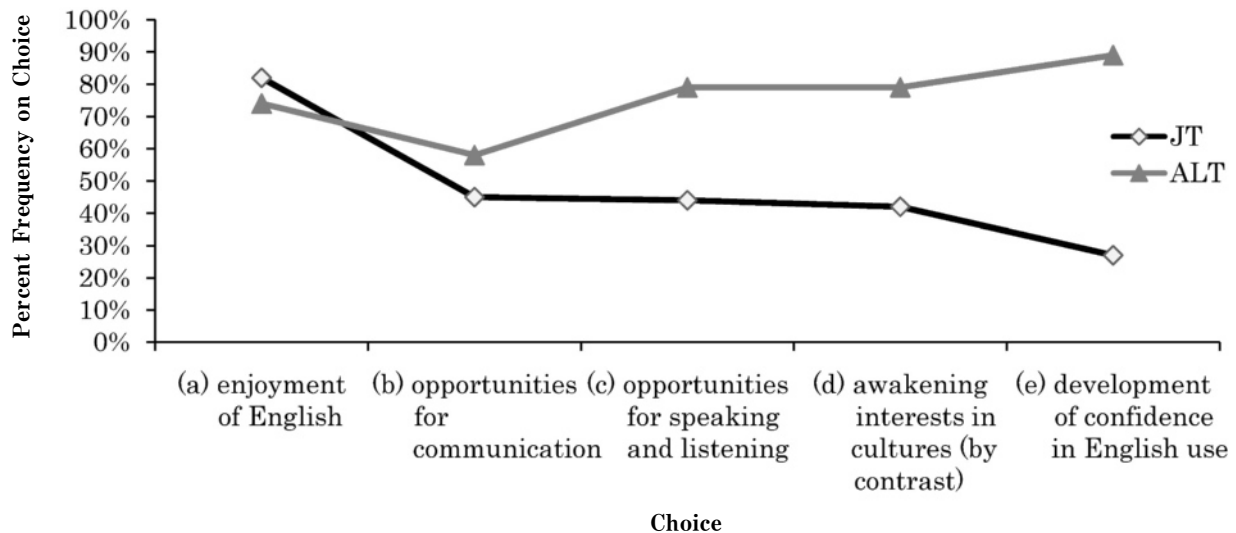 Percent Frequency on Choice
100%
90%
80%
70%
60%
50%
40%
30%
20%
10%
0%
JT
ALT
(a) enjoyment
of English
(b) opportunities
for
communication
(c) opportunities
for speaking
and listening
(d) awakening
interests in
cultures (by
contrast)
(e) development
of confidence
in English use
Choice